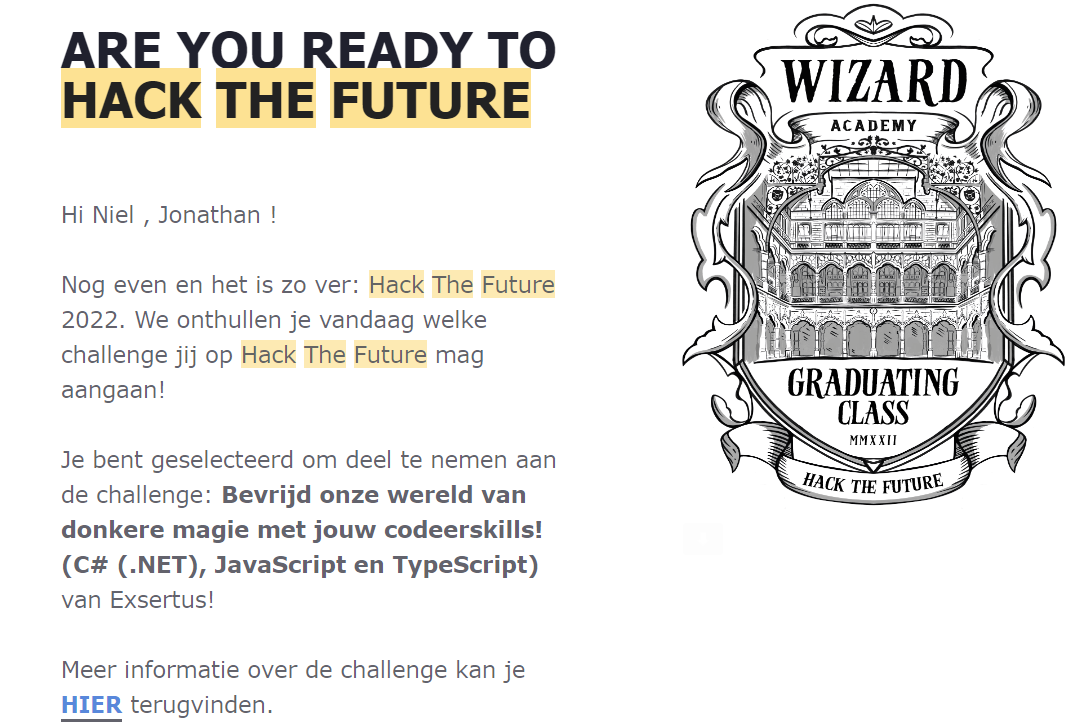 ARE YOU READY TO
HACK THE FUTURE
Hi Niel , Jonathan !
Nog even en het is zo ver: Hack The Future
2022. We onthullen je vandaag welke
challenge jij op Hack The Future mag
aangaan!
Je bent geselecteerd om deel te nemen aan
de challenge: Bevrijd onze wereld van
donkere magie met jouw codeerskills!
(C# (.NET), JavaScript en TypeScript)
van Exsertus!
Meer informatie over de challenge kan je
HIER terugvinden.
WIZARD
ACADEMY
GRADUATING
CLASS
MMXXII
HACK THE FUTURE